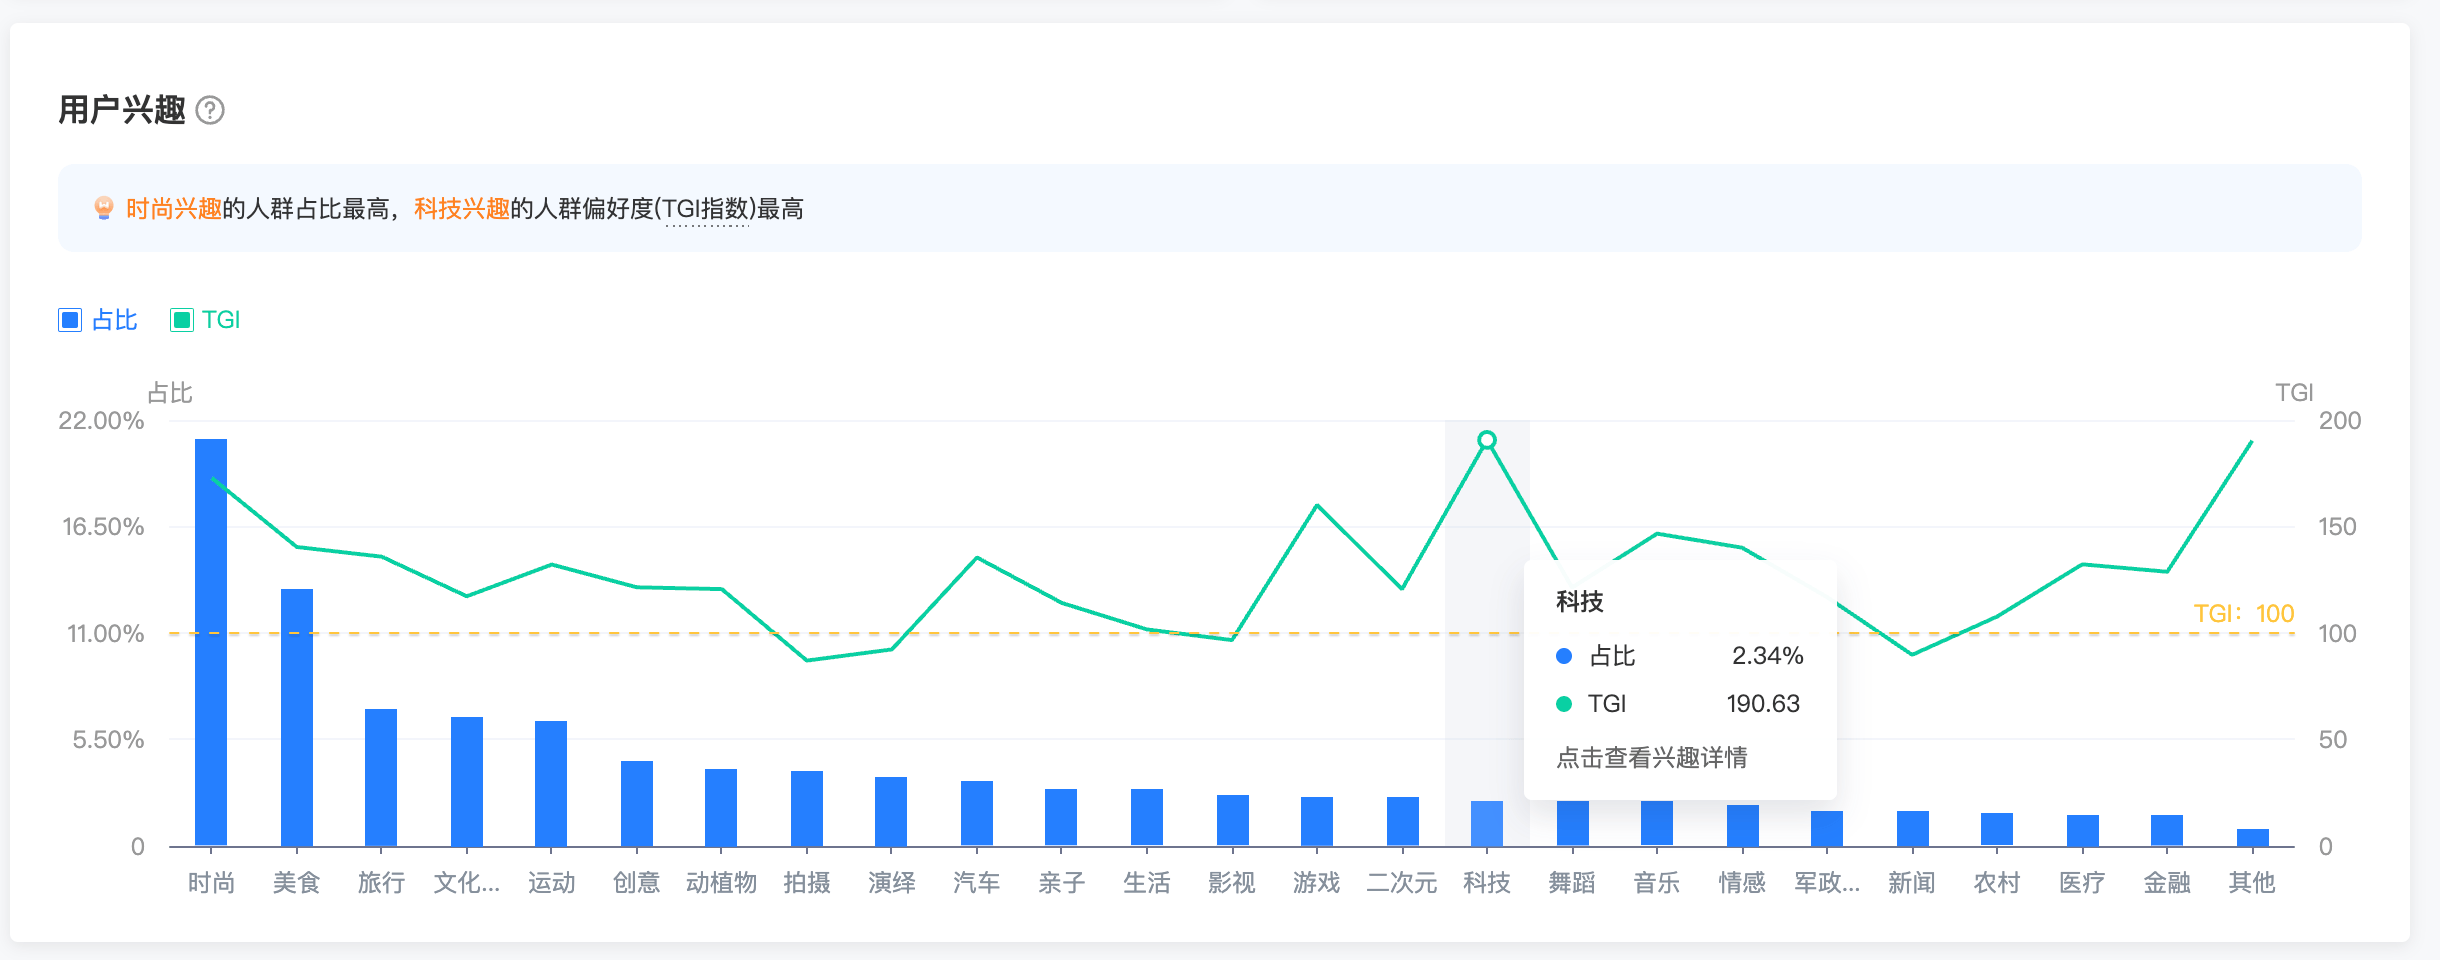 用户兴趣
时尚兴趣的人群占比最高，科技兴趣的人群偏好度(TGI指数)最高
占比 TGI
占比 TGI
22.00% 200
16.50% 150
11.00% TGI：100 100
5.50% 50
0 0
科技
占比 2.34%
TGI 190.63
点击查看兴趣详情
时尚 美食 旅行 文化... 运动 创意 动植物 拍摄 演绎 汽车 亲子 生活 影视 游戏 二次元 科技 舞蹈 音乐 情感 军政... 新闻 农村 医疗 金融 其他